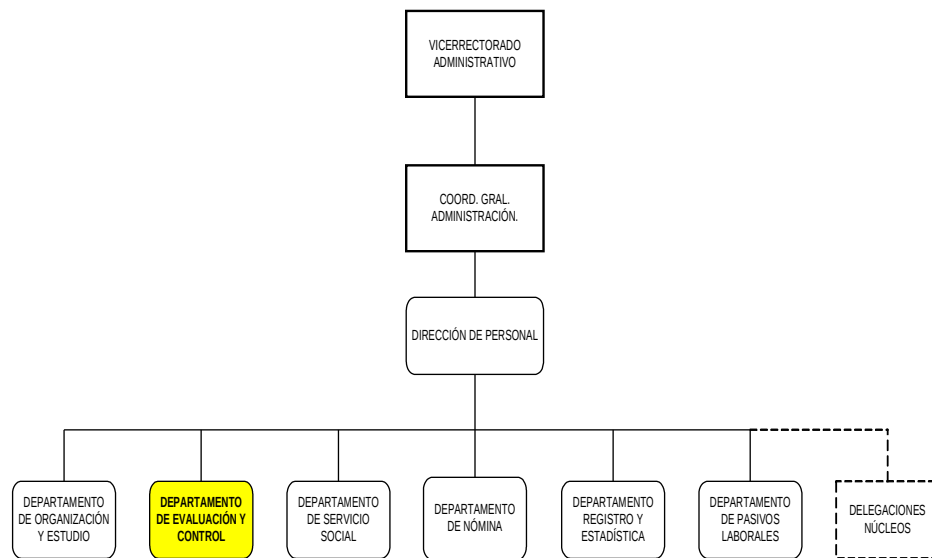 VICERRECTORADO
ADMINISTRATIVO
COORD. GRAL.
ADMINISTRACIÓN.
DIRECCIÓN DE PERSONAL
DEPARTAMENTO
DE ORGANIZACIÓN
Y ESTUDIO
DEPARTAMENTO
DE EVALUACIÓN Y
CONTROL
DEPARTAMENTO
DE SERVICIO
SOCIAL
DEPARTAMENTO
DE NÓMINA
DEPARTAMENTO
REGISTRO Y
ESTADÍSTICA
DEPARTAMENTO
DE PASIVOS
LABORALES
DELEGACIONES
NÚCLEOS